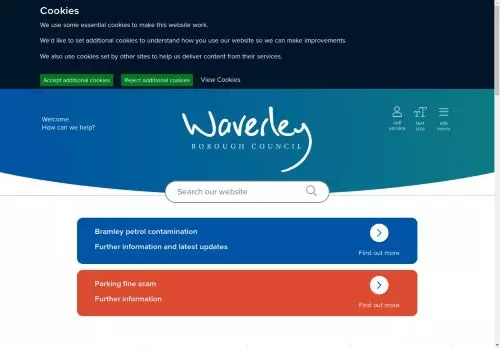 Cookies
We use some essential cookies to make this website work.
We'd like to set additional cookies to understand how you use our website so we can make improvements.
We also use cookies set by other sites to help us deliver content from their services.
Accept additional cookies Reject additional cookies View Cookies
Welcome.
How can we help?
Waverley
BOROUGH COUNCIL
self service
text size
site menu
Search our website
Bramley petrol contamination
Further information and latest updates
Find out more
Parking fine scam
Further information
Find out more